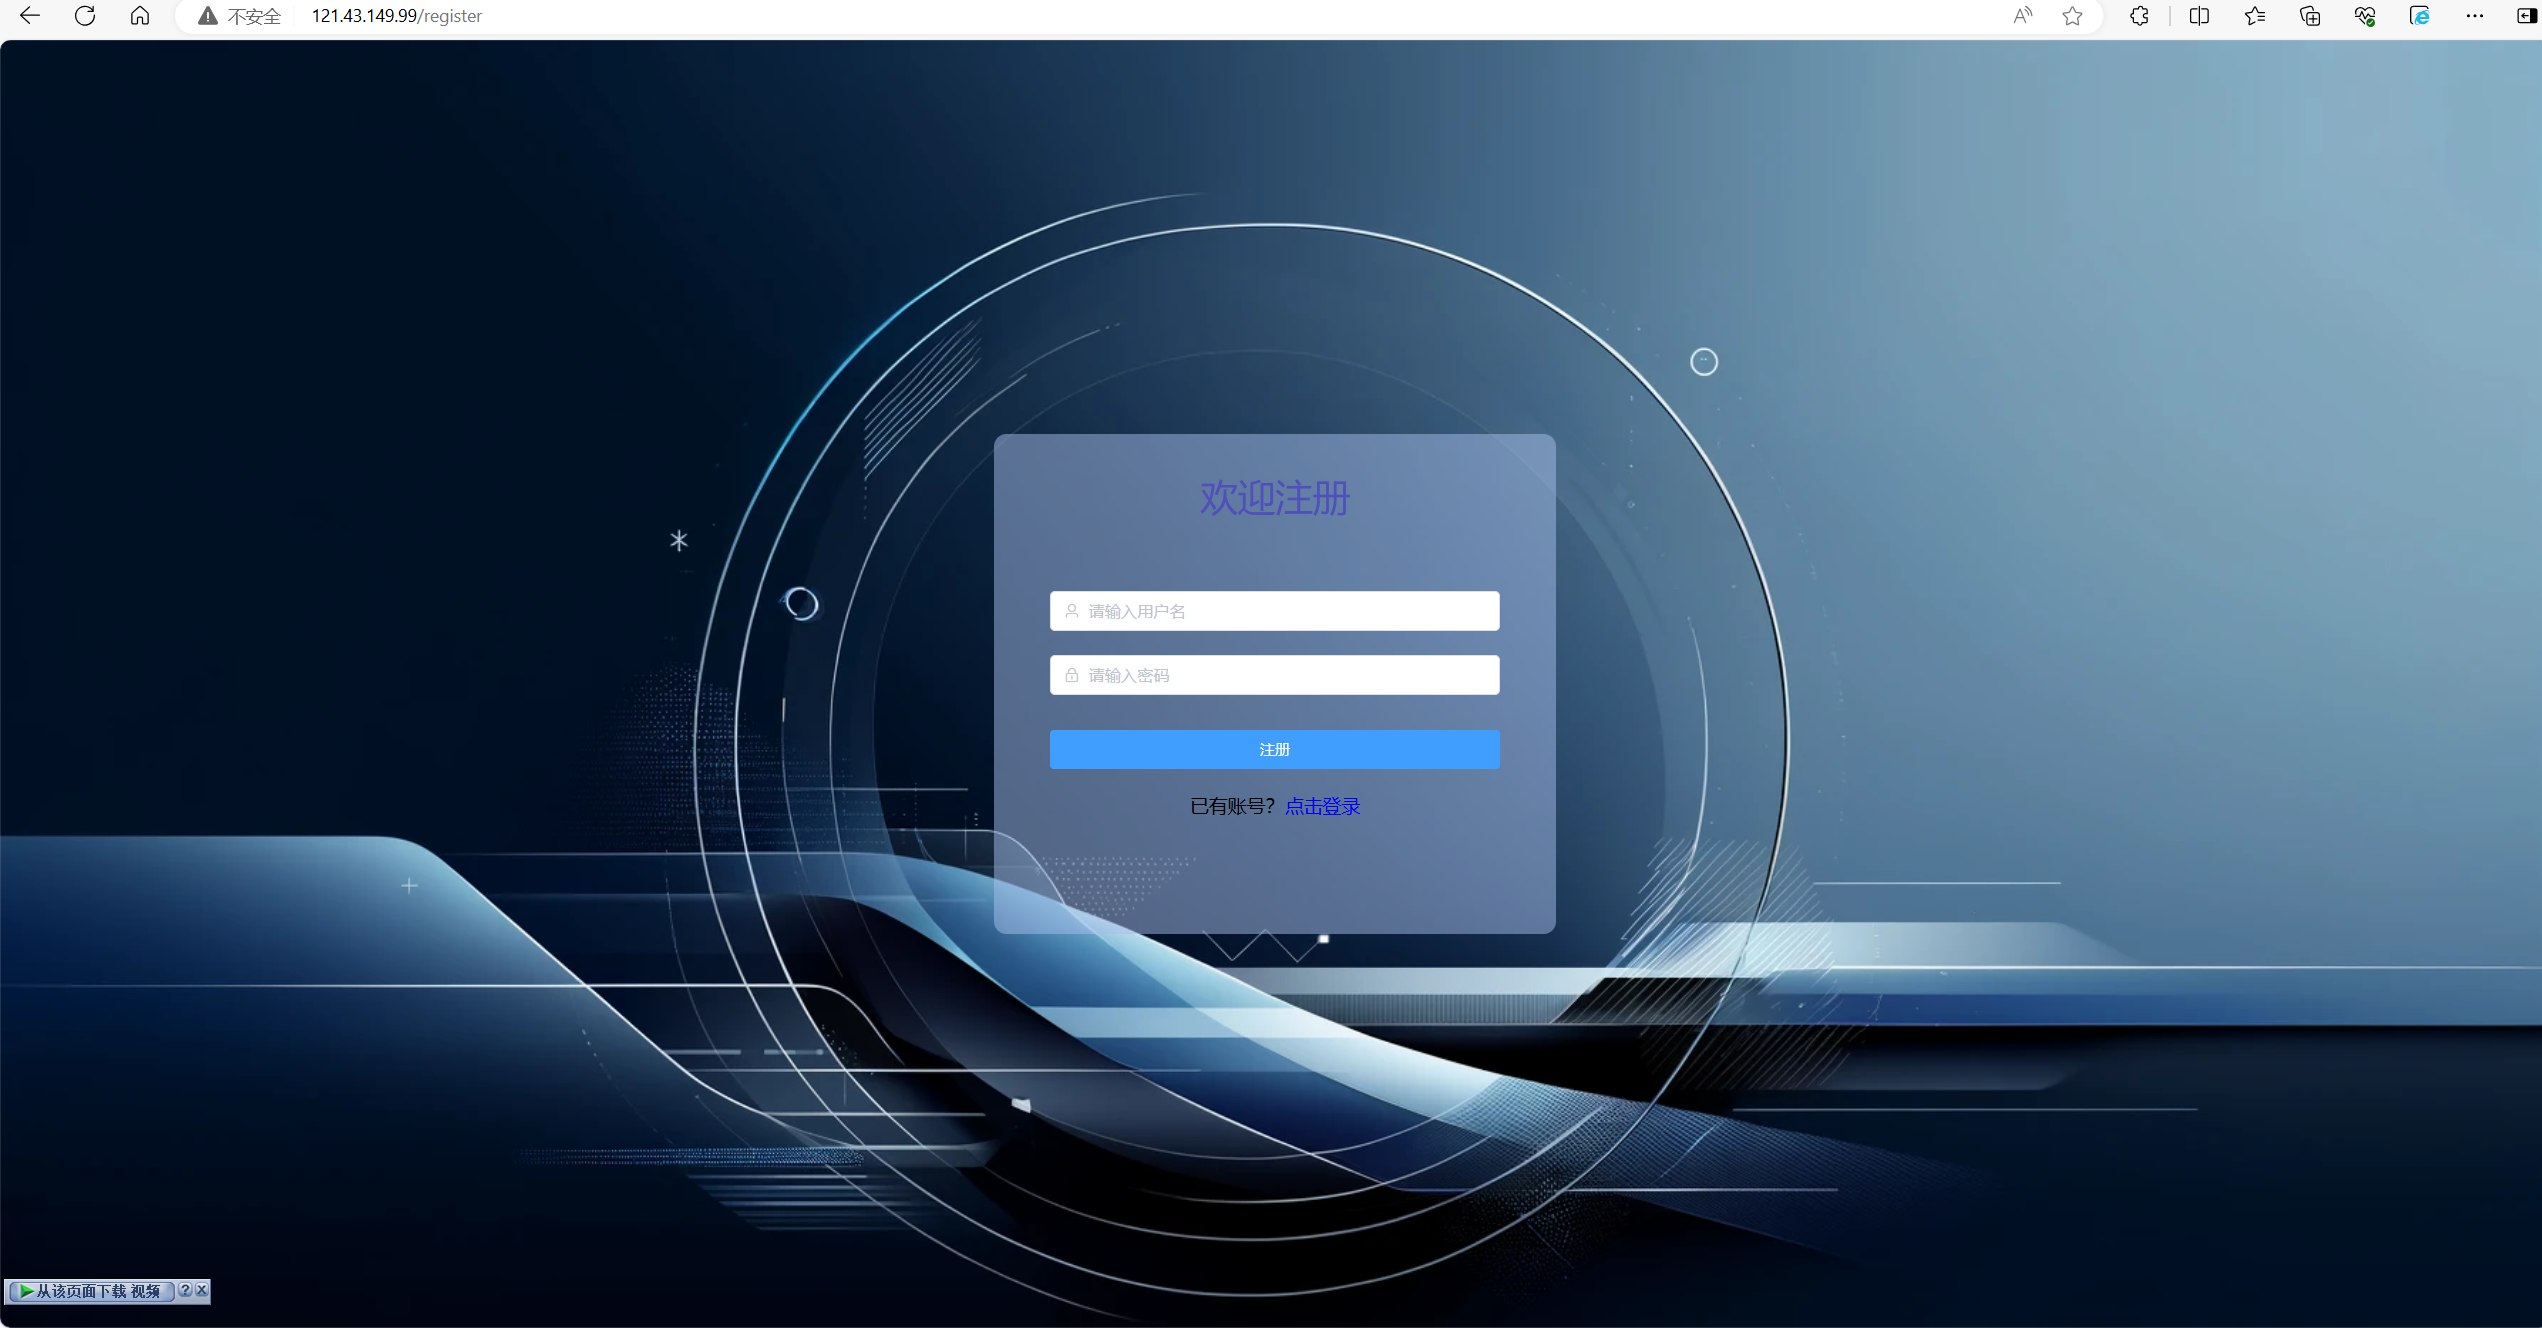 不安全 121.43.149.99/register
欢迎注册
请输入用户名
请输入密码
注册
已有账号？点击登录
从该页面下载 视频 ? X